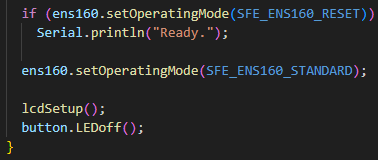 if (ens160.setOperatingMode(SFE_ENS160_RESET))
Serial.println("Ready.");
ens160.setOperatingMode(SFE_ENS160_STANDARD);
lcdSetup();
button.LEDoff();
}